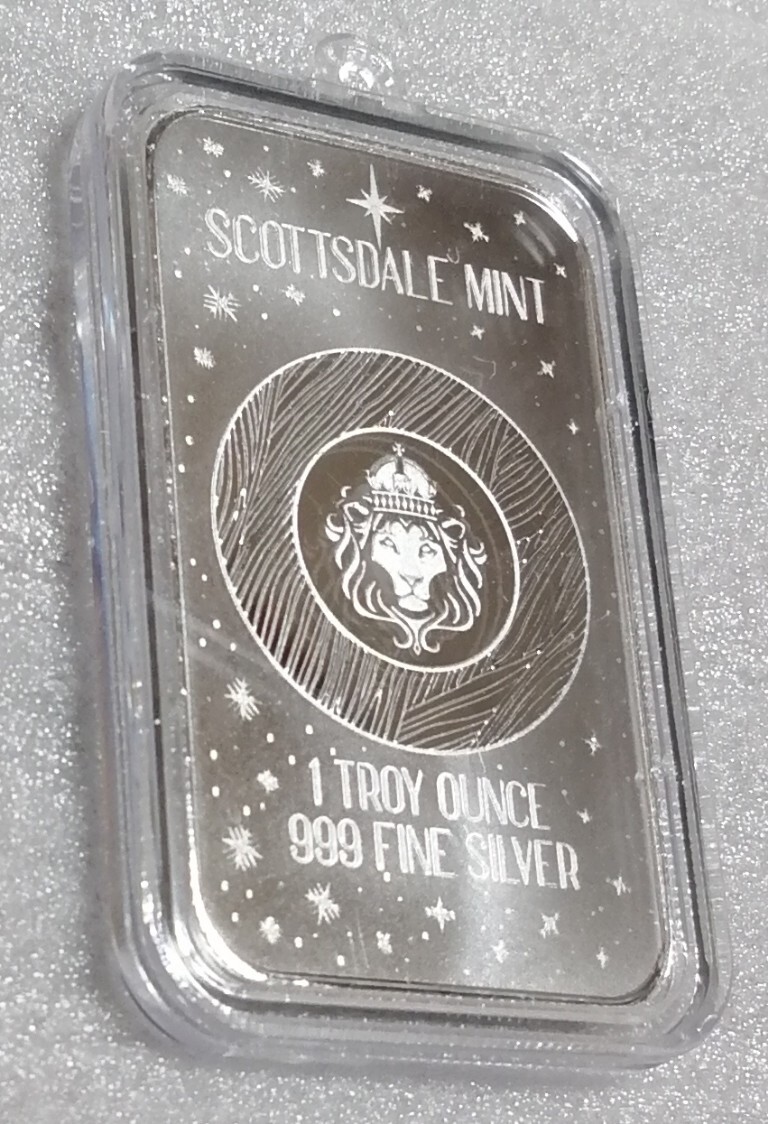 SCOTTSDALE MINT
1 TROY OUNCE
999 FINE SILVER